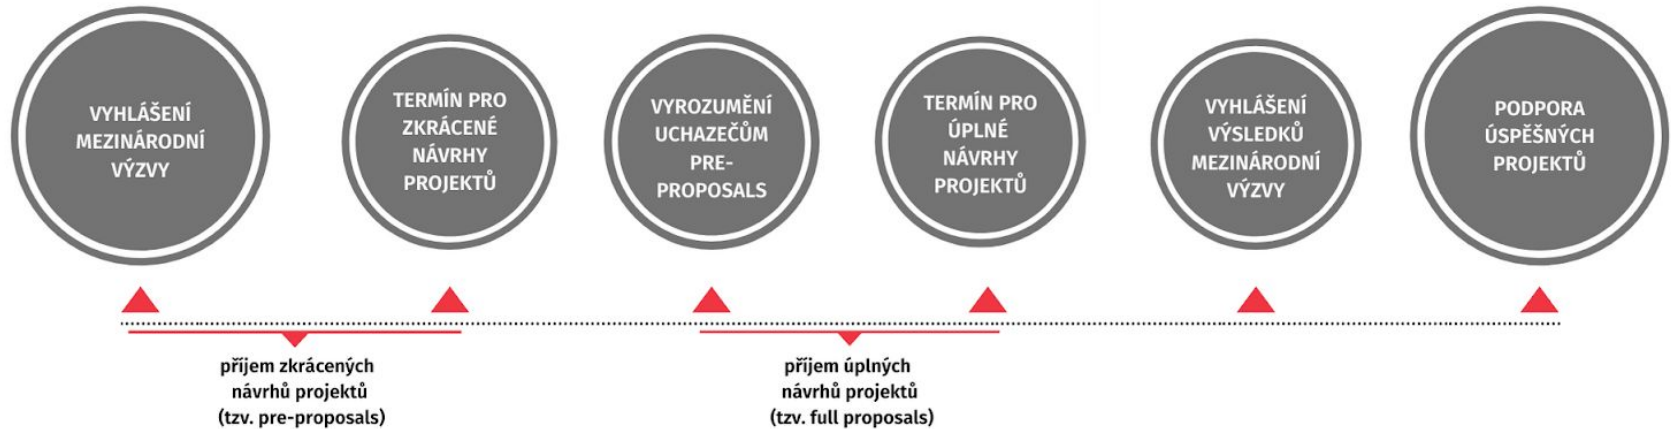 VYHLÁŠENÍ
MEZINÁRODNÍ
VÝZVY
TERMÍN PRO
ZKRÁCENÉ
NÁVRHY
PROJEKTŮ
VYROZUMĚNÍ
UCHAZEČŮM
PRE-
PROPOSALS
TERMÍN PRO
ÚPLNÉ
NÁVRHY
PROJEKTŮ
VYHLÁŠENÍ
VÝSLEDKŮ
MEZINÁRODNÍ
VÝZVY
PODPORA
ÚSPĚŠNÝCH
PROJEKTŮ
příjem zkrácených
návrhů projektů
(tzv. pre-proposals)
příjem úplných
návrhů projektů
(tzv. full proposals)